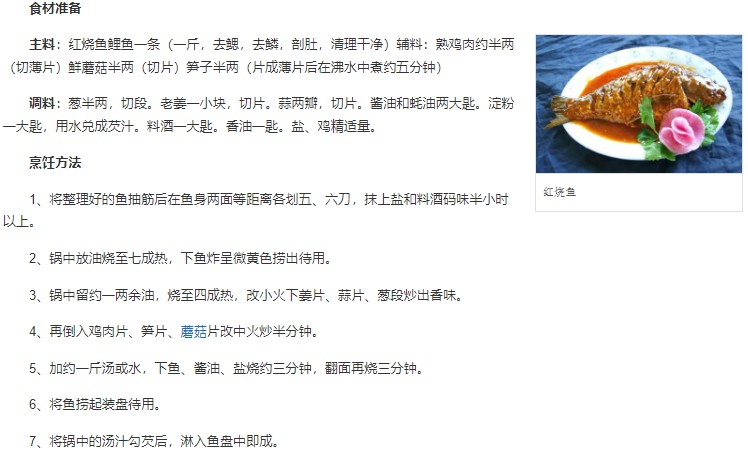 食材准备
主料：红烧鱼鲤鱼一条（一斤，去鳃，去鳞，剖肚，清理干净）辅料：熟鸡肉约半两
（切薄片）鲜蘑菇半两（切片）笋子半两（片成薄片后在沸水中煮约五分钟）
调料：葱半两，切段。老姜一小块，切片。蒜两瓣，切片。酱油和蚝油两大匙。淀粉
一大匙，用水兑成芡汁。料酒一大匙。香油一匙。盐、鸡精适量。
烹饪方法
1、将整理好的鱼抽筋后在鱼身两面等距离各划五、六刀，抹上盐和料酒码味半小时
以上。
2、锅中放油烧至七成热，下鱼炸呈微黄色捞出待用。
3、锅中留约一两余油，烧至四成热，改小火下姜片、蒜片、葱段炒出香味。
4、再倒入鸡肉片、笋片、蘑菇片改中火炒半分钟。
5、加约一斤汤或水，下鱼、酱油、盐烧约三分钟，翻面再烧三分钟。
6、将鱼捞起装盘待用。
7、将锅中的汤汁勾芡后，淋入鱼盘中即成。
红烧鱼